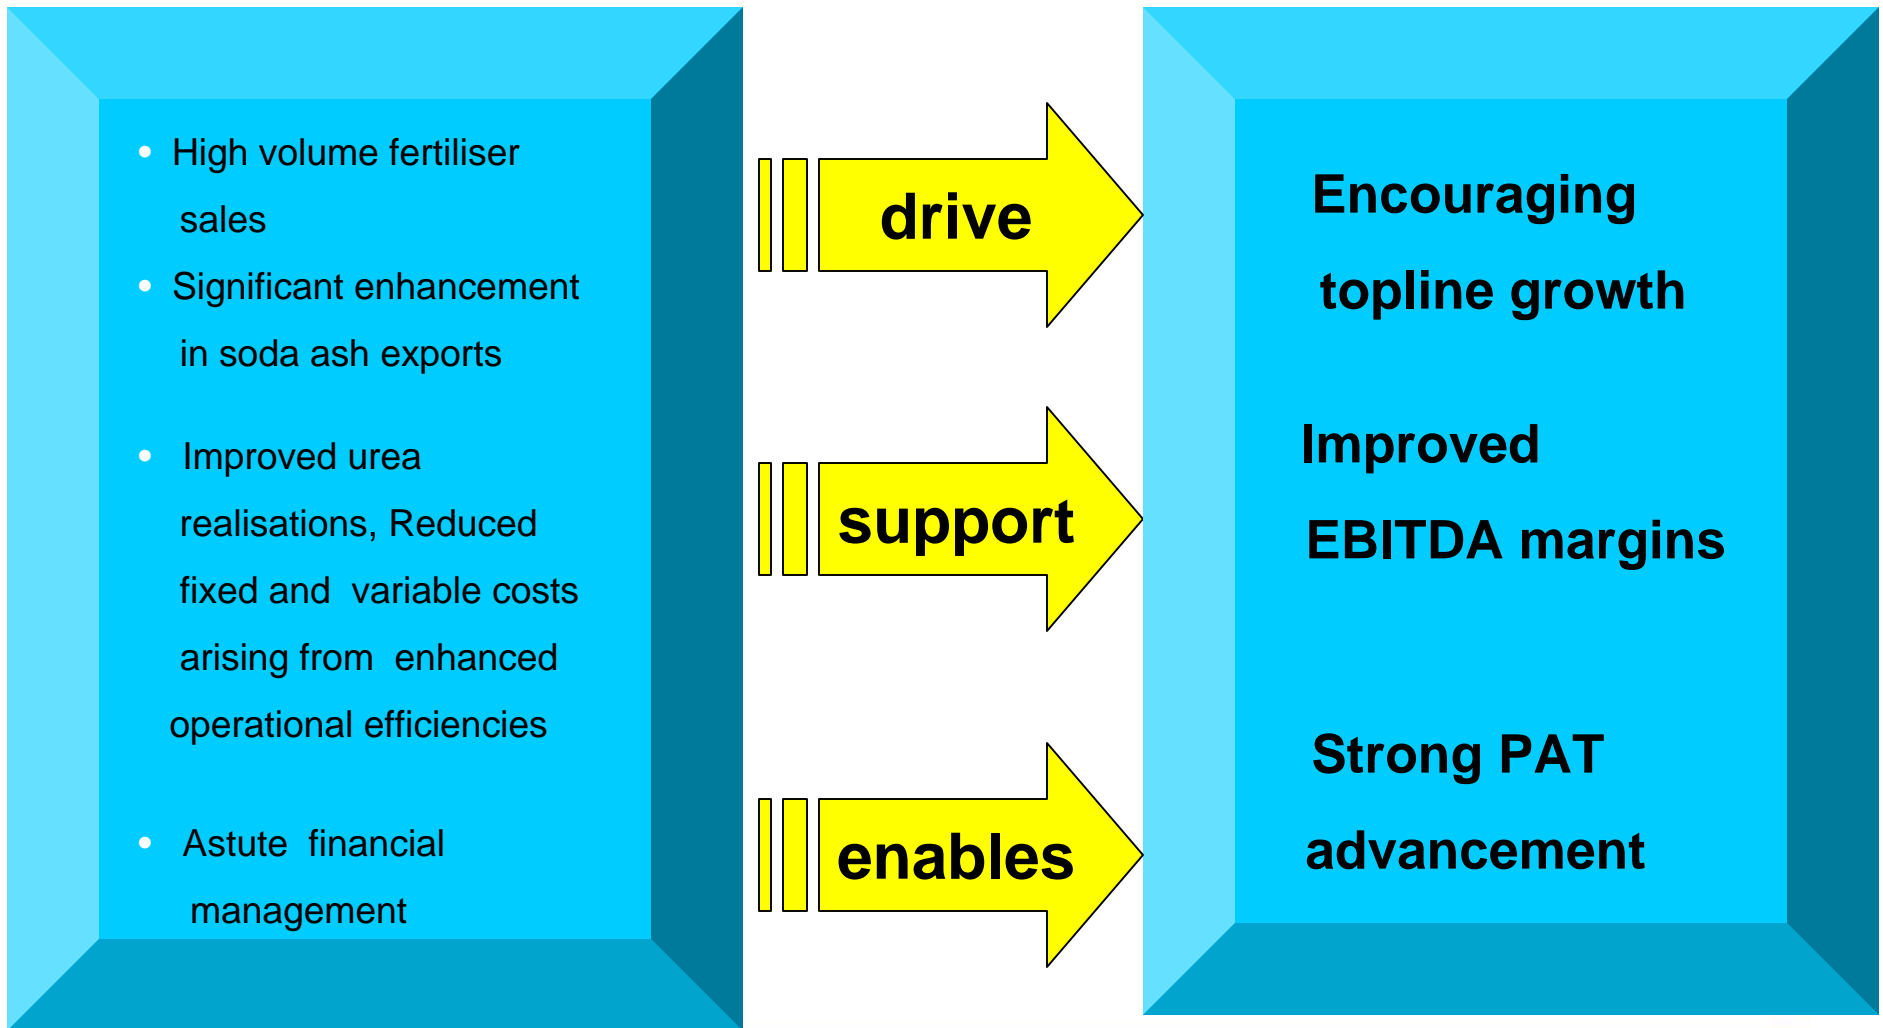 • High volume fertiliser
sales
• Significant enhancement
in soda ash exports
• Improved urea
realisations, Reduced
fixed and variable costs
arising from enhanced
operational efficiencies
• Astute financial
management
drive
support
enables
Encouraging
topline growth
Improved
EBITDA margins
Strong PAT
advancement